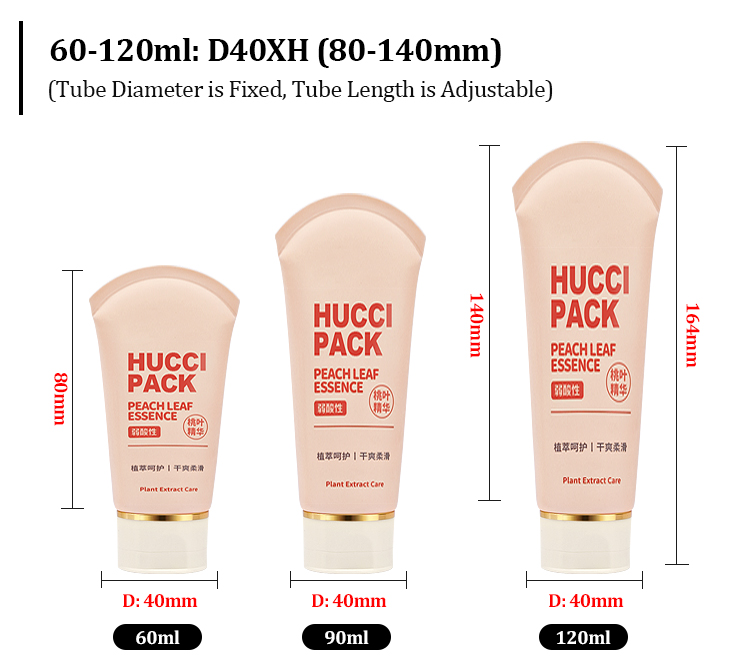 60-120ml: D40XH (80-140mm)
(Tube Diameter is Fixed, Tube Length is Adjustable)
80mm
HUCCI
PACK
PEACH LEAF
ESSENCE
弱酸性
桃叶
精华
植萃呵护 | 干爽柔滑
Plant Extract Care
D: 40mm
60ml
HUCCI
PACK
PEACH LEAF
ESSENCE
弱酸性
桃叶
精华
植萃呵护 | 干爽柔滑
Plant Extract Care
D: 40mm
90ml
140mm
HUCCI
PACK
PEACH LEAF
ESSENCE
弱酸性
桃叶
精华
植萃呵护 | 干爽柔滑
Plant Extract Care
164mm
D: 40mm
120ml